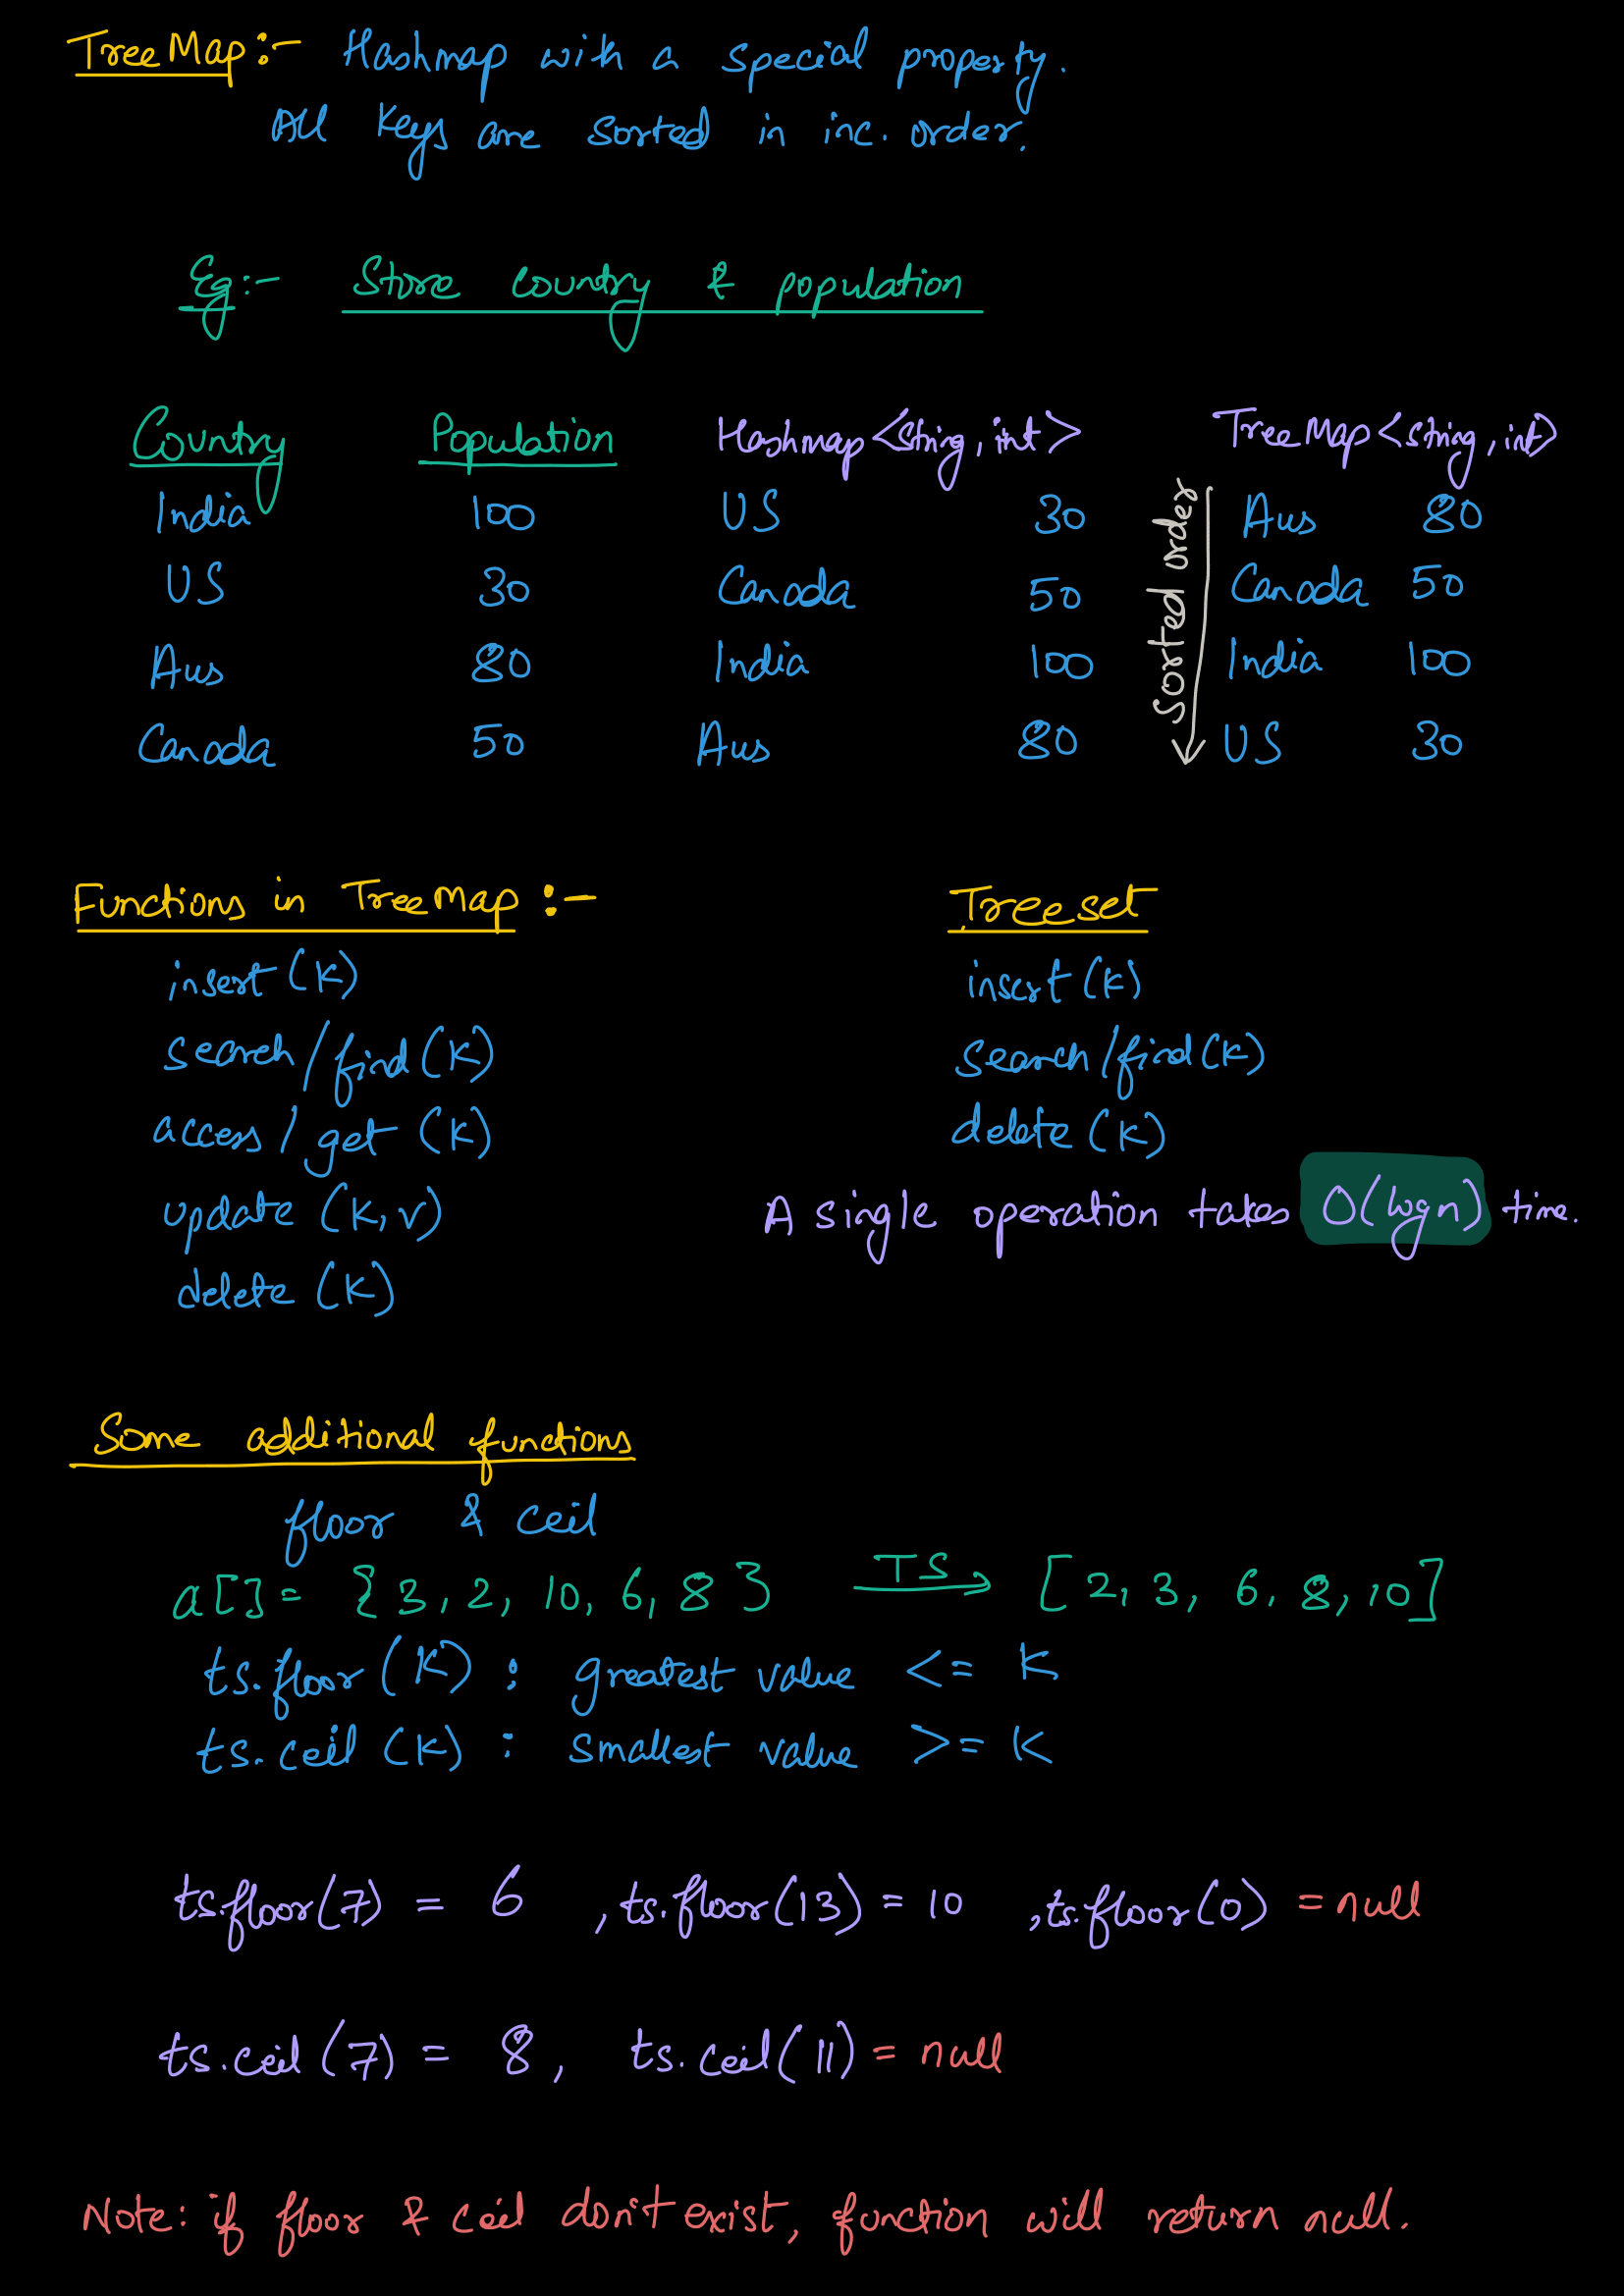 TreeMap:- Hashmap with a special property.
All keys are sorted in inc. order.
Eg:- Store country & population
Country Population Hashmap<string, int> TreeMap<string, int>
India 100 US 30 Aus 80
US 30 Canada 50 Canada 50
Aus 80 India 100 India 100
Canada 50 Aus 80 US 30
Sorted order
Functions in TreeMap :- Treeset
insert (K) insert (K)
search/find (K) search/find (K)
access/get (K) delete (K)
update (K, v) A single operation takes O(log n) time.
delete (K)
Some additional functions
floor & ceil
a[] = {3, 2, 10, 6, 8} TS [2, 3, 6, 8, 10]
ts.floor (K) : greatest value <= K
ts.ceil (K) : smallest value >= K
ts.floor(7) = 6 , ts.floor(13) = 10 , ts.floor(0) = null
ts.ceil (7) = 8, ts.ceil(11) = null
Note: if floor & ceil don't exist, function will return null.